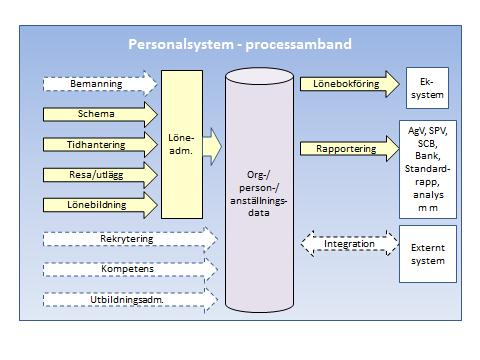 Personalsystem - processamband
Bemanning
Schema
Tidhantering
Resa/utlägg
Lönebildning
Rekrytering
Kompetens
Utbildningsadm.
Löne-
adm.
Org-/
person-/
anställnings-
data
Lönebokföring
Rapportering
Integration
Ek-
system
AgV, SPV,
SCB,
Bank,
Standard-
rapp,
analys
m m
Externt
system